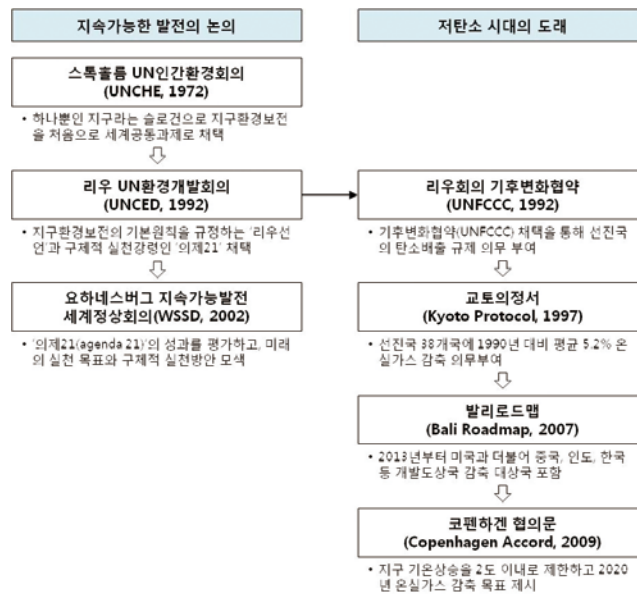 지속가능한 발전의 논의
스톡홀름 UN인간환경회의
(UNCHE, 1972)
• 하나뿐인 지구라는 슬로건으로 지구환경보전
을 처음으로 세계공동과제로 채택
리우 UN환경개발회의
(UNCED, 1992)
• 지구환경보전의 기본원칙을 규정하는 '리우선
언'과 구체적 실천강령인 '의제21' 채택
요하네스버그 지속가능발전
세계정상회의(WSSD, 2002)
• '의제21(agenda 21)'의 성과를 평가하고, 미래
의 실천 목표와 구체적 실천방안 모색
저탄소 시대의 도래
리우회의 기후변화협약
(UNFCCC, 1992)
• 기후변화협약(UNFCCC) 채택을 통해 선진국
의 탄소배출 규제 의무 부여
교토의정서
(Kyoto Protocol, 1997)
• 선진국 38개국에 1990년 대비 평균 5.2% 온
실가스 감축 의무부여
발리로드맵
(Bali Roadmap, 2007)
• 2013년부터 미국과 더불어 중국, 인도, 한국
등 개발도상국 감축 대상국 포함
코펜하겐 협의문
(Copenhagen Accord, 2009)
• 지구 기온상승을 2도 이내로 제한하고 2020
년 온실가스 감축 목표 제시